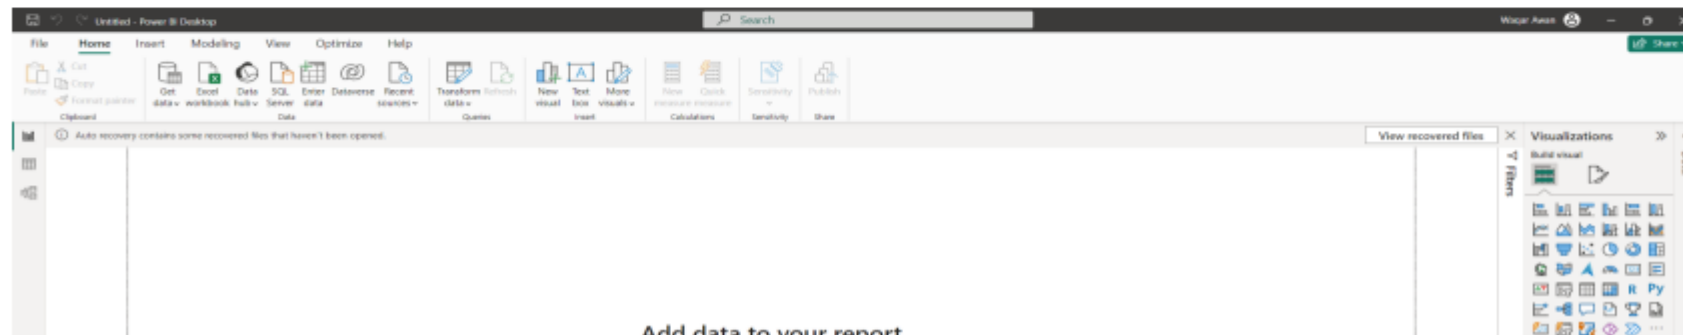 Untitled - Power BI Desktop
Search
Waqar Awan
File Home Insert Modeling View Optimize Help
Share
Paste
Cut
Copy
Format painter
Get data
Excel workbook
Data hub
SQL Server
Enter data
Dataverse
Recent sources
Transform data
Refresh
New visual
Text box
More visuals
New measure
Quick measure
Sensitivity
Publish
Clipboard
Data
Queries
Insert
Calculations
Sensitivity
Share
Auto recovery contains some recovered files that haven't been opened.
View recovered files
Visualizations
Build visual
Filters
R Py
Add data to your report